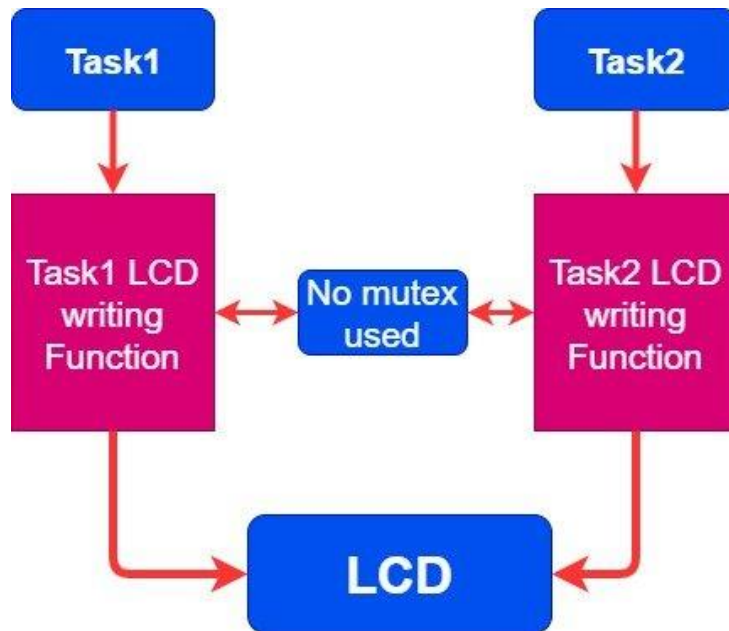 Task1
Task2
Task1 LCD
writing
Function
No mutex
used
Task2 LCD
writing
Function
LCD